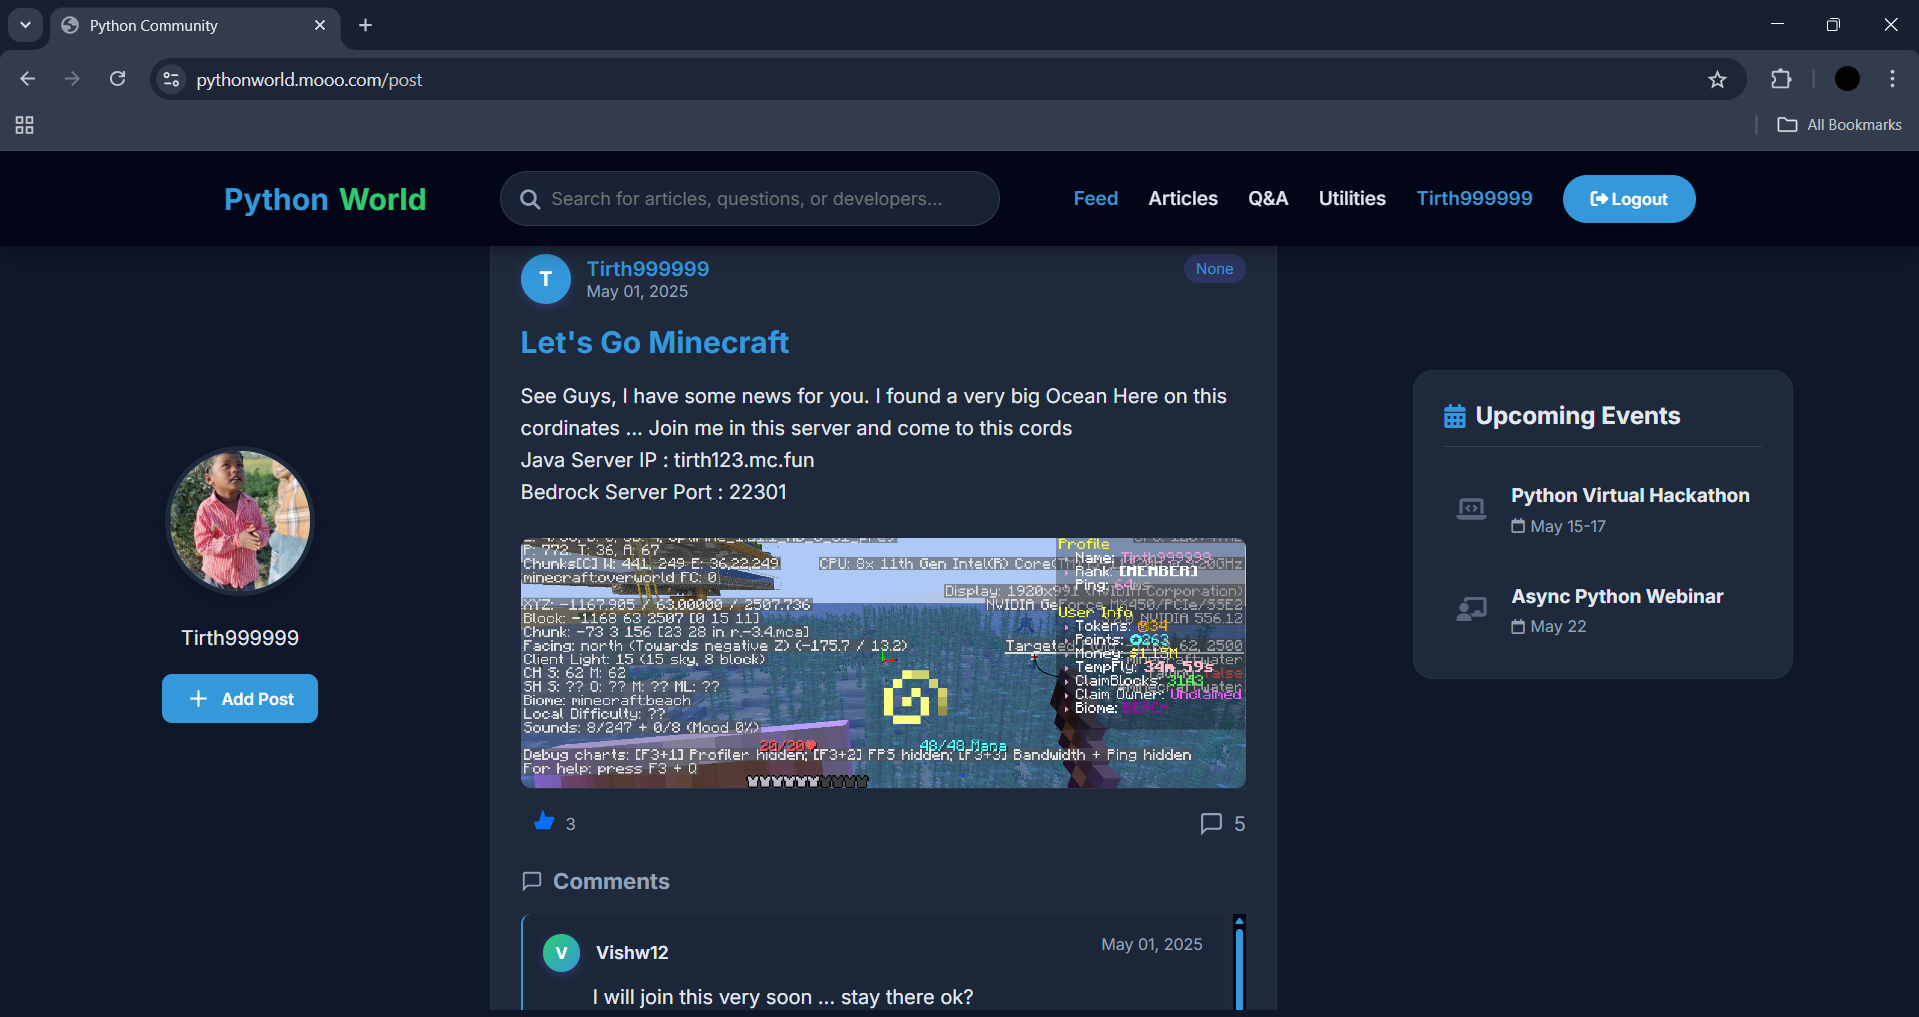 Python Community
pythonworld.mooo.com/post
All Bookmarks
Python World
Search for articles, questions, or developers...
Feed
Articles
Q&A
Utilities
Tirth999999
Logout
T
Tirth999999
May 01, 2025
None
Let's Go Minecraft
See Guys, I have some news for you. I found a very big Ocean Here on this
cordinates ... Join me in this server and come to this cords
Java Server IP : tirth123.mc.fun
Bedrock Server Port : 22301
P: 772. T: 36, A: 67
Chunks[C] W: 441, 249 E: 36,22,249
minecraft:overworld FC: 0
XYZ: -1167.905 / 63.00000 / 2507.736
Block: -1168 63 2507 [0 15 11]
Chunk: -73 3 156 [23 28 in r.-3.4.mca]
Facing: north (Towards negative Z) (-175.7 / 13.2)
Client Light: 15 (15 sky, 8 block)
CH S: 62 M: 62
SH S: ?? O: ?? M: ?? ML: ??
Biome: minecraft:beach
Local Difficulty: ??
Sounds: 8/247 + 0/8 (Mood 0%)
Debug charts: [F3+1] Profiler hidden; [F3+2] FPS hidden; [F3+3] Bandwidth + Ping hidden
For help: press F3 + Q
20/20
48/48 Mana
CPU: 8x 11th Gen Intel(R)
Display: 1920x991 (NVIDIA Corporation)
Profile
Name: Tirth999999
Rank: [MEMBER]
Ping: 64ms
User Info
Tokens: 34
Points: 263
Money: $1.15M
TempFly: 34m 59s
ClaimBlocks: 3143
Claim Owner: Unclaimed
Biome: BEACH
3
5
Comments
V
Vishw12
May 01, 2025
I will join this very soon ... stay there ok?
Tirth999999
Add Post
Upcoming Events
Python Virtual Hackathon
May 15-17
Async Python Webinar
May 22